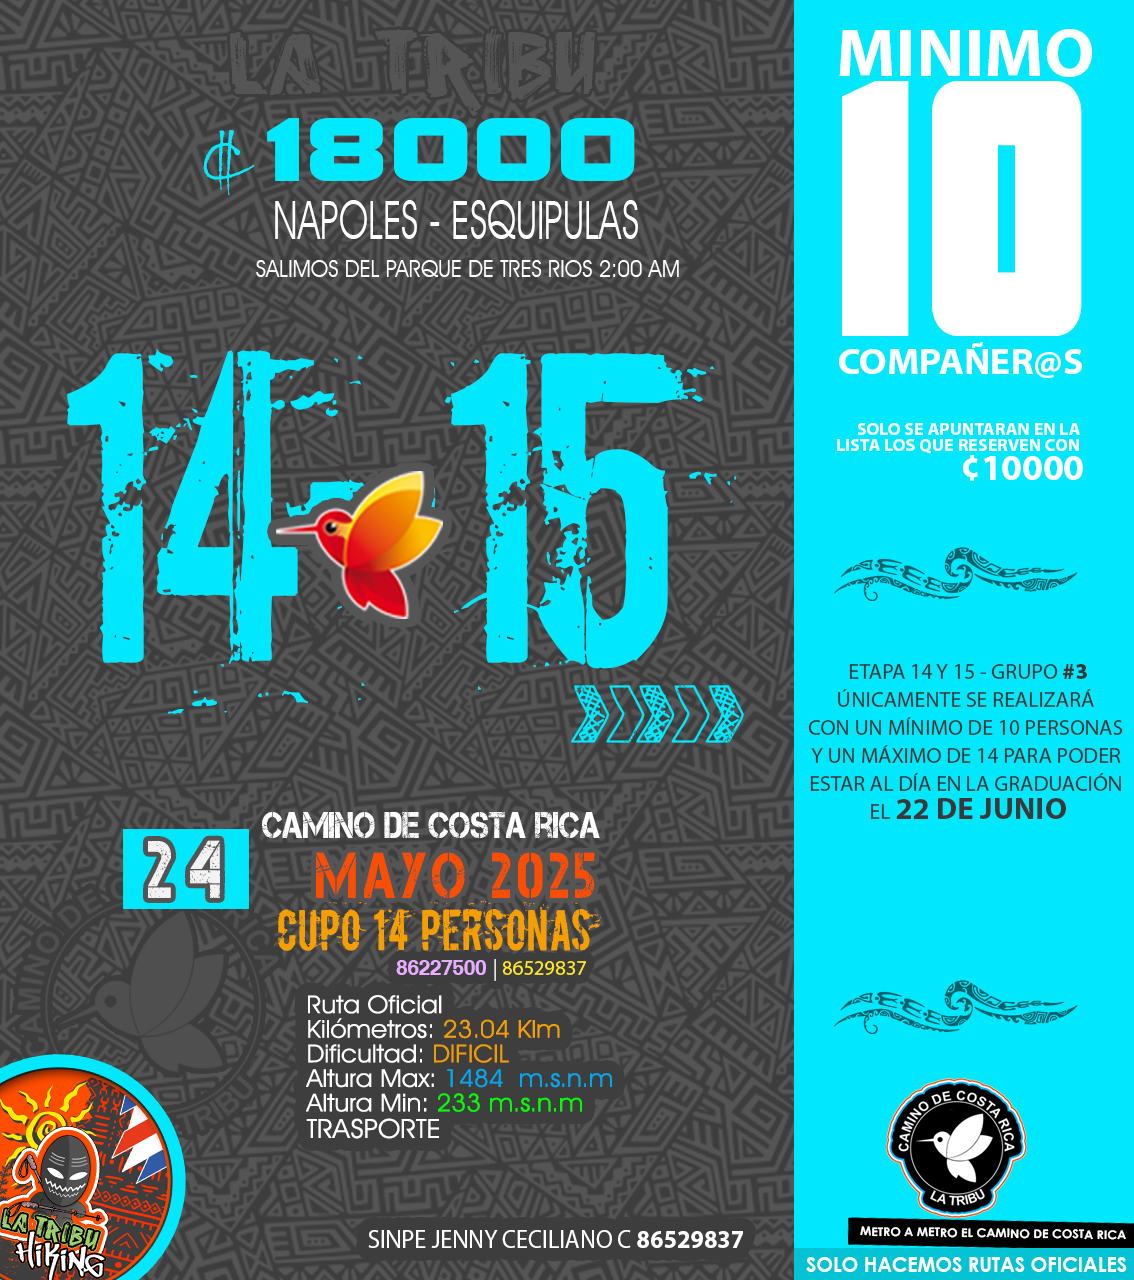 LA TRIBU
₡ 18000
NAPOLES - ESQUIPULAS
SALIMOS DEL PARQUE DE TRES RIOS 2:00 AM
14 15
24
CAMINO DE COSTA RICA
MAYO 2025
CUPO 14 PERSONAS
86227500 | 86529837
Ruta Oficial
Kilómetros: 23.04 Klm
Dificultad: DIFICIL
Altura Max: 1484 m.s.n.m
Altura Min: 233 m.s.n.m
TRASPORTE
LA TRIBU
HIKING
SINPE JENNY CECILIANO C 86529837
MINIMO
10
COMPAÑER@S
SOLO SE APUNTARAN EN LA
LISTA LOS QUE RESERVEN CON
₵10000
ETAPA 14 Y 15 - GRUPO #3
ÚNICAMENTE SE REALIZARÁ
CON UN MÍNIMO DE 10 PERSONAS
Y UN MÁXIMO DE 14 PARA PODER
ESTAR AL DÍA EN LA GRADUACIÓN
EL 22 DE JUNIO
CAMINO DE COSTA RICA
LA TRIBU
METRO A METRO EL CAMINO DE COSTA RICA
SOLO HACEMOS RUTAS OFICIALES